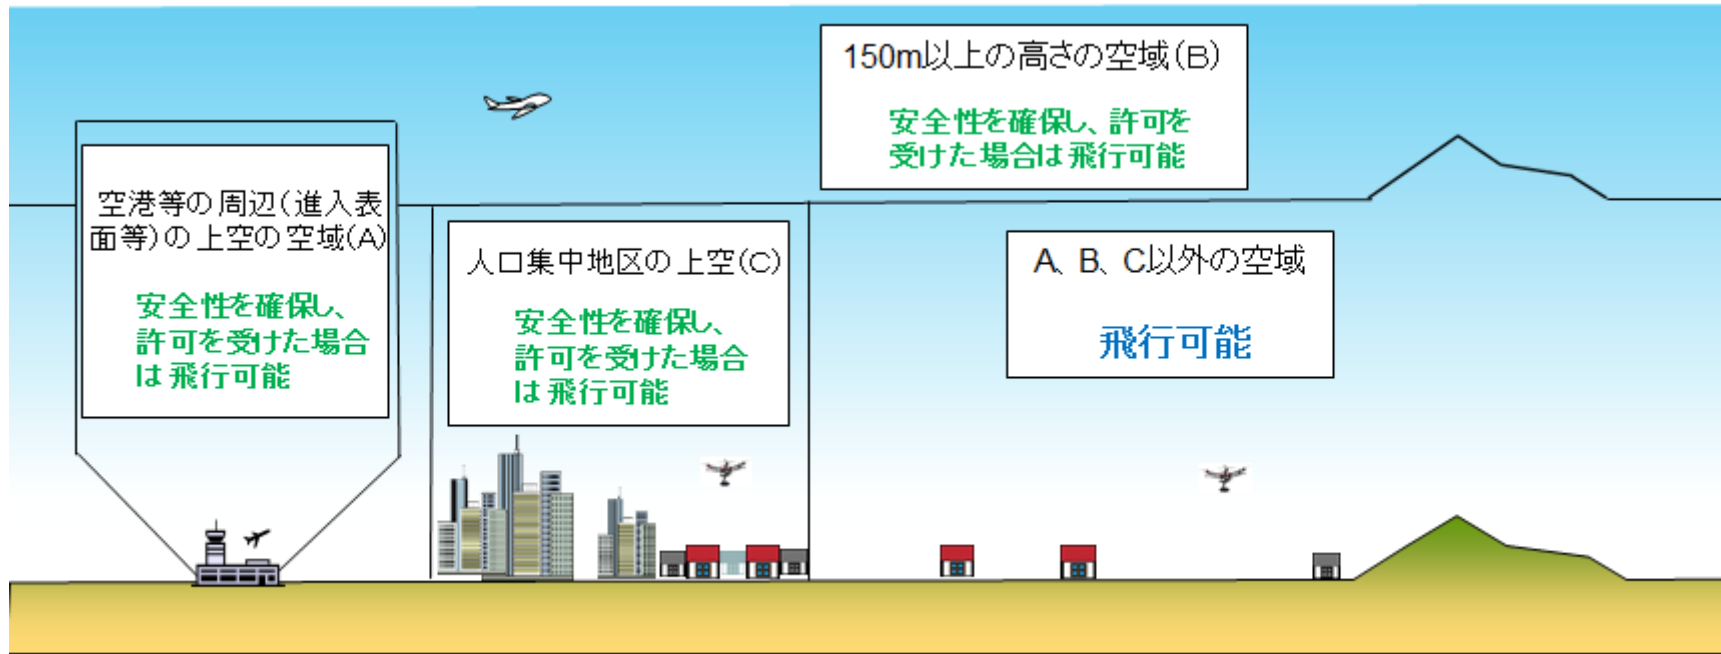 150m以上の高さの空域(B)
安全性を確保し、許可を
受けた場合は飛行可能
空港等の周辺(進入表
面等)の上空の空域(A)
安全性を確保し、
許可を受けた場合
は飛行可能
人口集中地区の上空(C)
安全性を確保し、
許可を受けた場合
は飛行可能
A、B、C以外の空域
飛行可能